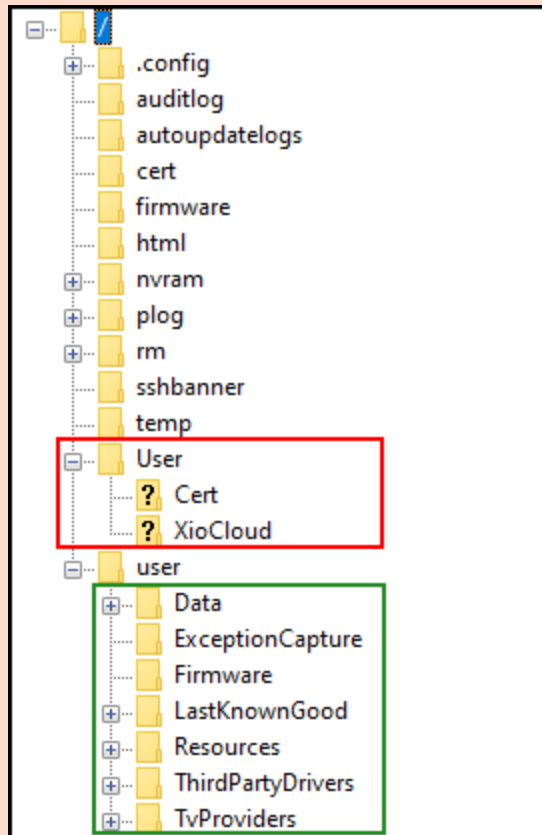 /
.config
auditlog
autoupdatelogs
cert
firmware
html
nvram
plog
rm
sshbanner
temp
User
? Cert
? XioCloud
user
Data
ExceptionCapture
Firmware
LastKnownGood
Resources
ThirdPartyDrivers
TvProviders